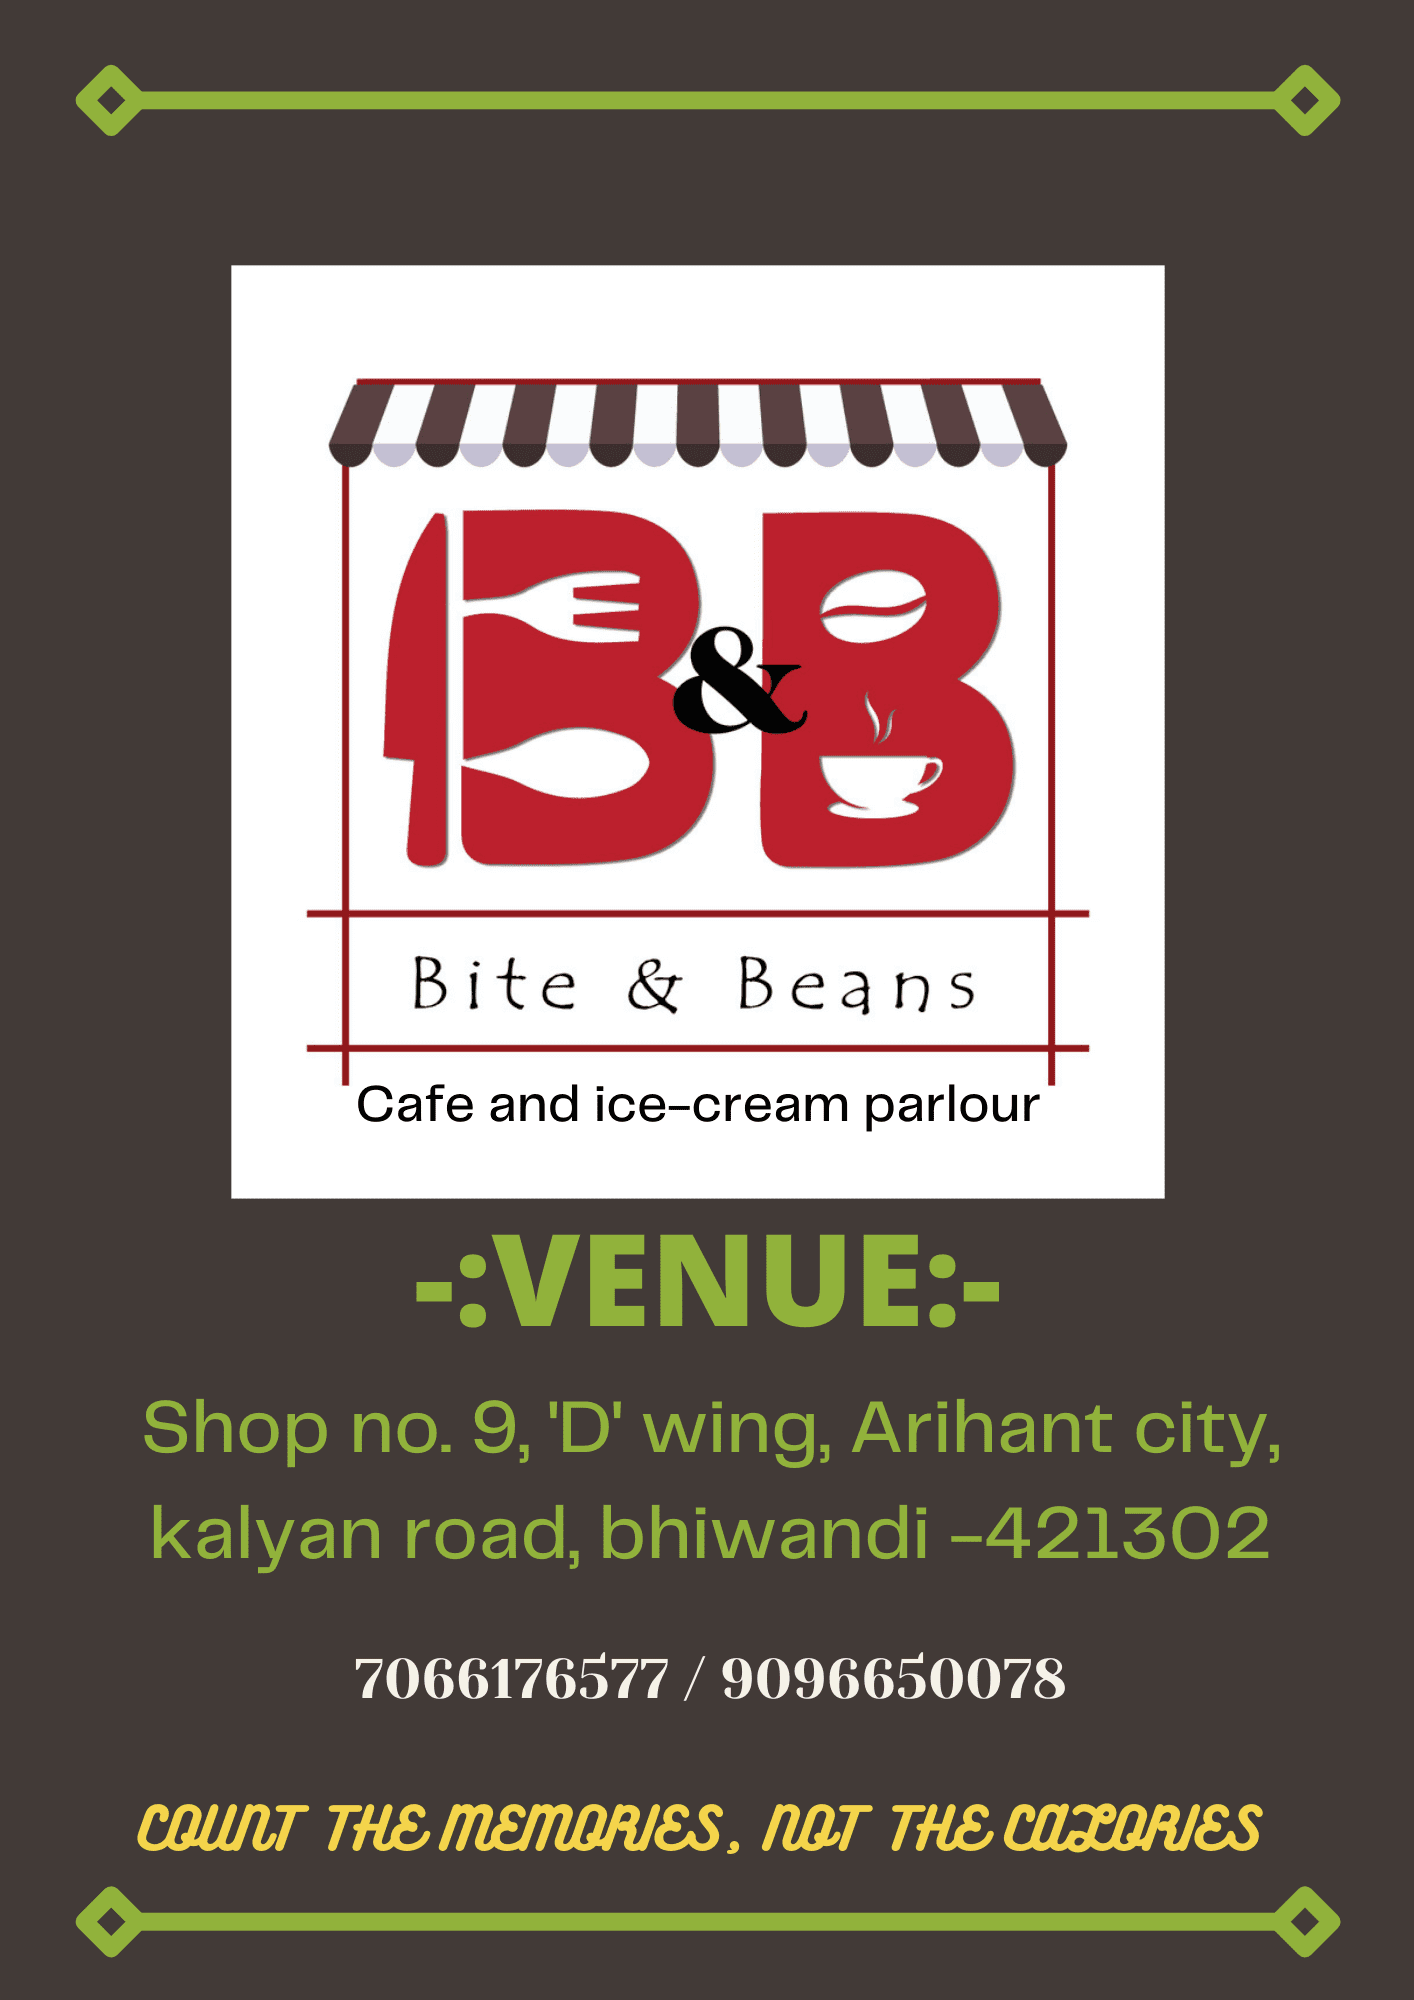 B & B
Bite & Beans
Cafe and ice-cream parlour
-:VENUE:-
Shop no. 9, 'D' wing, Arihant city,
kalyan road, bhiwandi -421302
7066176577 / 9096650078
COUNT THE MEMORIES, NOT THE CALORIES